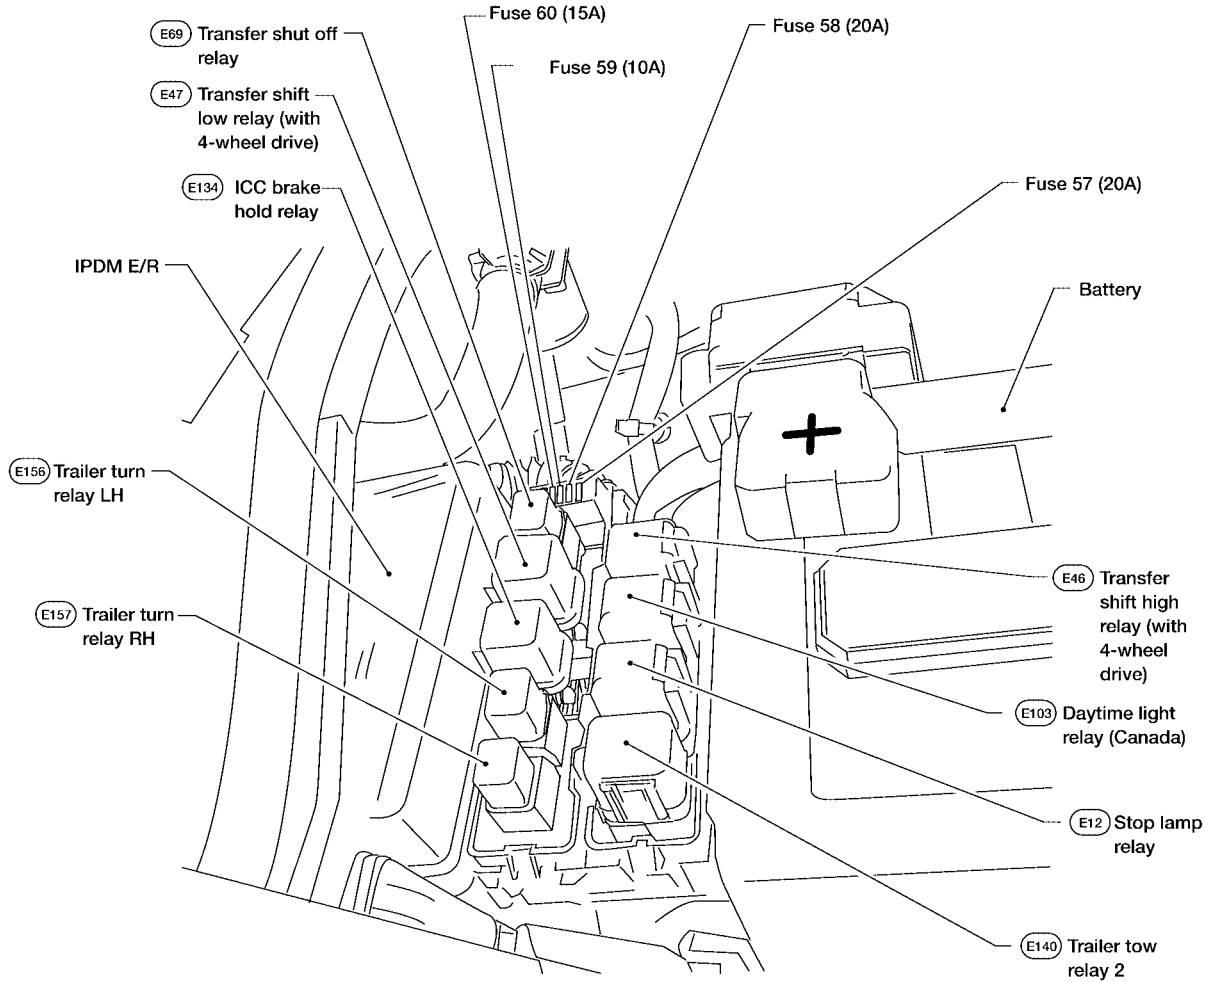 Fuse 60 (15A)
Fuse 58 (20A)
E69 Transfer shut off
relay
Fuse 59 (10A)
E47 Transfer shift
low relay (with
4-wheel drive)
E134 ICC brake
hold relay
Fuse 57 (20A)
IPDM E/R
Battery
E156 Trailer turn
relay LH
E157 Trailer turn
relay RH
E46 Transfer
shift high
relay (with
4-wheel
drive)
E103 Daytime light
relay (Canada)
E12 Stop lamp
relay
E140 Trailer tow
relay 2